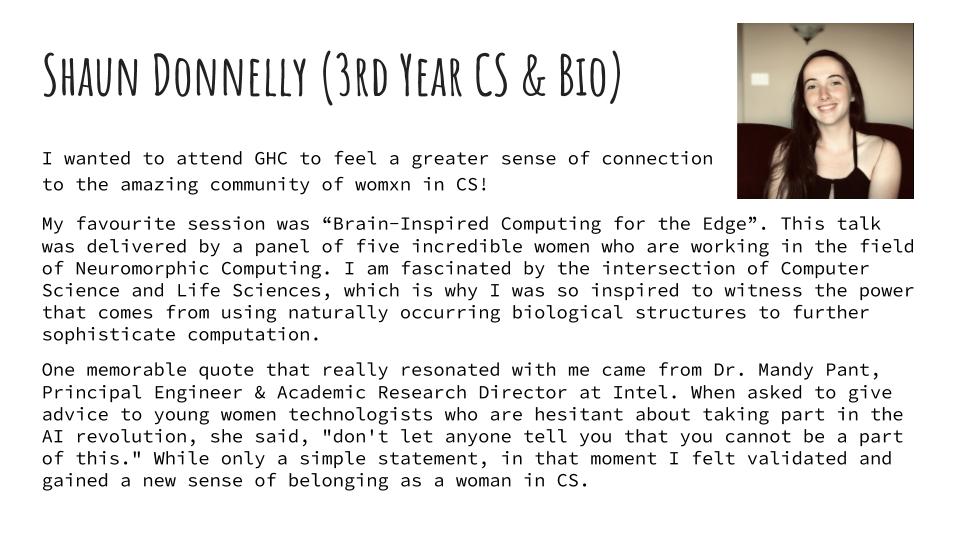 Shaun Donnelly (3rd Year CS & Bio)
I wanted to attend GHC to feel a greater sense of connection
to the amazing community of womxn in CS!
My favourite session was “Brain-Inspired Computing for the Edge”. This talk
was delivered by a panel of five incredible women who are working in the field
of Neuromorphic Computing. I am fascinated by the intersection of Computer
Science and Life Sciences, which is why I was so inspired to witness the power
that comes from using naturally occurring biological structures to further
sophisticate computation.
One memorable quote that really resonated with me came from Dr. Mandy Pant,
Principal Engineer & Academic Research Director at Intel. When asked to give
advice to young women technologists who are hesitant about taking part in the
AI revolution, she said, "don't let anyone tell you that you cannot be a part
of this." While only a simple statement, in that moment I felt validated and
gained a new sense of belonging as a woman in CS.